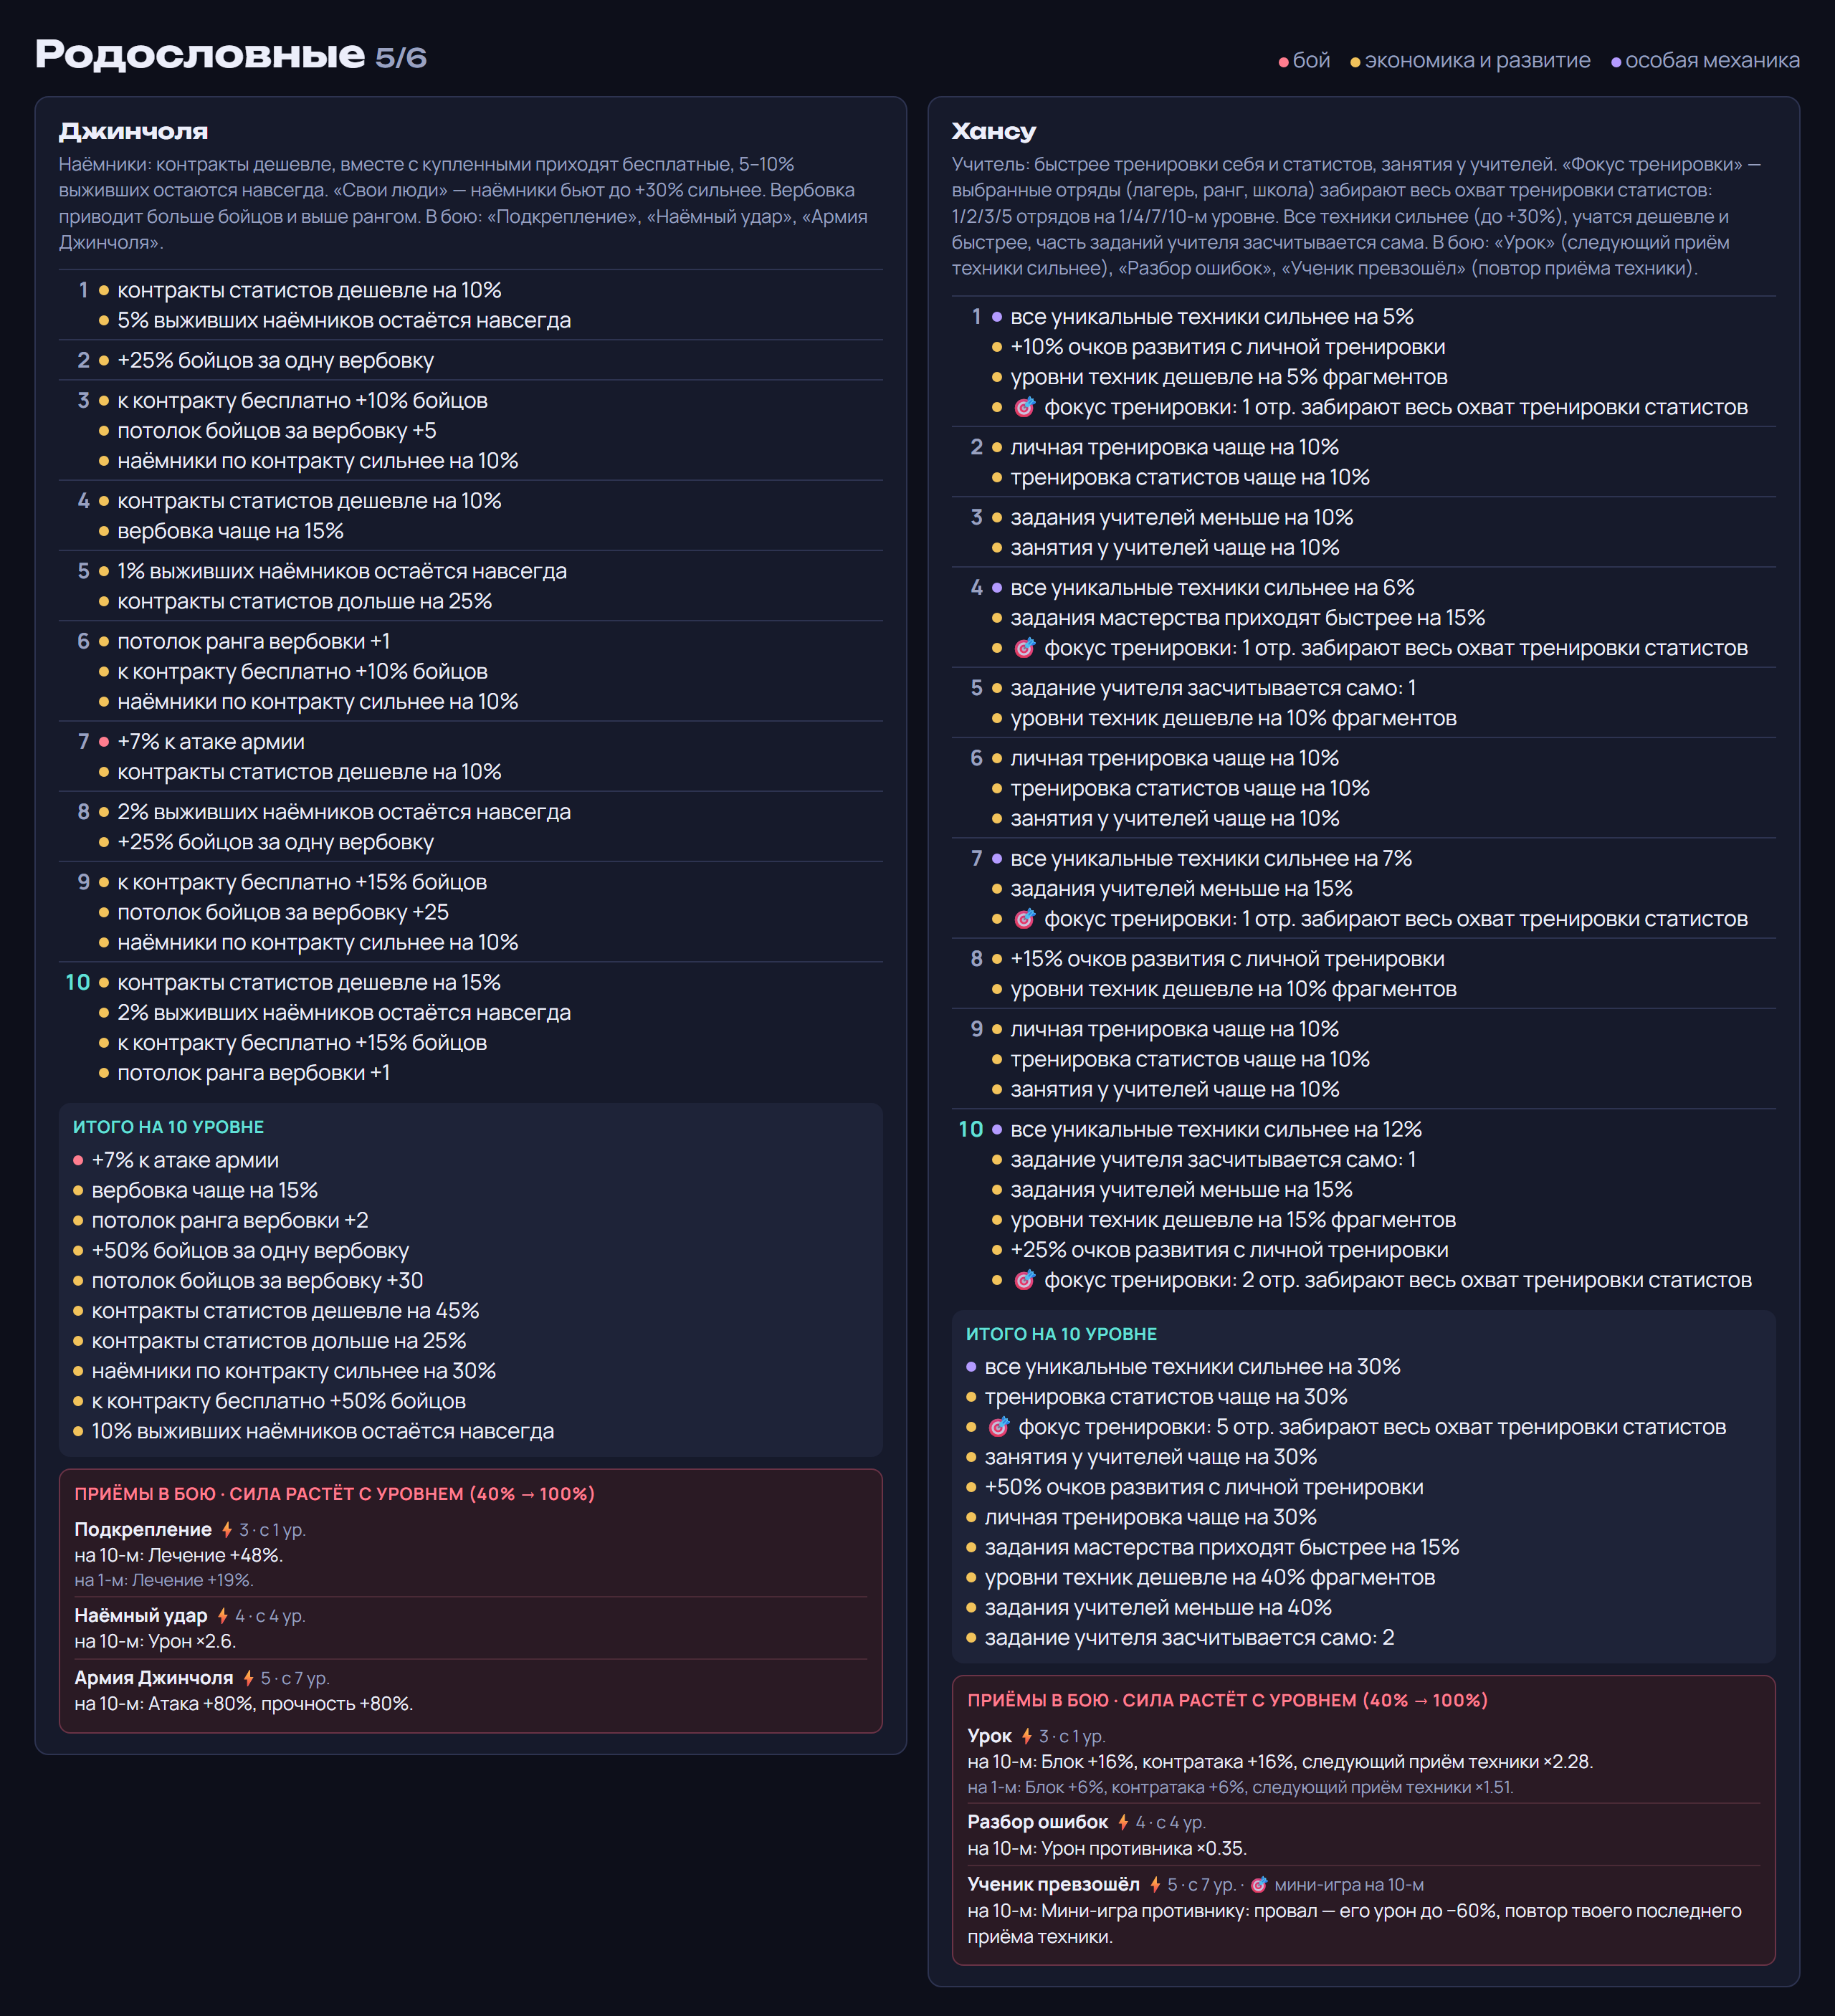 Родословные 5/6
бой экономика и развитие особая механика
Джинчоля
Наёмники: контракты дешевле, вместе с купленными приходят бесплатные, 5–10%
выживших остаются навсегда. «Свои люди» — наёмники бьют до +30% сильнее. Вербовка
приводит больше бойцов и выше рангом. В бою: «Подкрепление», «Наёмный удар», «Армия
Джинчоля».
1 контракты статистов дешевле на 10%
5% выживших наёмников остаётся навсегда
2 +25% бойцов за одну вербовку
3 к контракту бесплатно +10% бойцов
потолок бойцов за вербовку +5
наёмники по контракту сильнее на 10%
4 контракты статистов дешевле на 10%
вербовка чаще на 15%
5 1% выживших наёмников остаётся навсегда
контракты статистов дольше на 25%
6 потолок ранга вербовки +1
к контракту бесплатно +10% бойцов
наёмники по контракту сильнее на 10%
7 +7% к атаке армии
контракты статистов дешевле на 10%
8 2% выживших наёмников остаётся навсегда
+25% бойцов за одну вербовку
9 к контракту бесплатно +15% бойцов
потолок бойцов за вербовку +25
наёмники по контракту сильнее на 10%
10 контракты статистов дешевле на 15%
2% выживших наёмников остаётся навсегда
к контракту бесплатно +15% бойцов
потолок ранга вербовки +1
ИТОГО НА 10 УРОВНЕ
+7% к атаке армии
вербовка чаще на 15%
потолок ранга вербовки +2
+50% бойцов за одну вербовку
потолок бойцов за вербовку +30
контракты статистов дешевле на 45%
контракты статистов дольше на 25%
наёмники по контракту сильнее на 30%
к контракту бесплатно +50% бойцов
10% выживших наёмников остаётся навсегда
ПРИЁМЫ В БОЮ · СИЛА РАСТЁТ С УРОВНЕМ (40% → 100%)
Подкрепление ⚡ 3 · с 1 ур.
на 10-м: Лечение +48%.
на 1-м: Лечение +19%.
Наёмный удар ⚡ 4 · с 4 ур.
на 10-м: Урон ×2.6.
Армия Джинчоля ⚡ 5 · с 7 ур.
на 10-м: Атака +80%, прочность +80%.
Хансу
Учитель: быстрее тренировки себя и статистов, занятия у учителей. «Фокус тренировки» —
выбранные отряды (лагерь, ранг, школа) забирают весь охват тренировки статистов:
1/2/3/5 отрядов на 1/4/7/10-м уровне. Все техники сильнее (до +30%), учатся дешевле и
быстрее, часть заданий учителя засчитывается сама. В бою: «Урок» (следующий приём
техники сильнее), «Разбор ошибок», «Ученик превзошёл» (повтор приёма техники).
1 все уникальные техники сильнее на 5%
+10% очков развития с личной тренировки
уровни техник дешевле на 5% фрагментов
🎯 фокус тренировки: 1 отр. забирают весь охват тренировки статистов
2 личная тренировка чаще на 10%
тренировка статистов чаще на 10%
3 задания учителей меньше на 10%
занятия у учителей чаще на 10%
4 все уникальные техники сильнее на 6%
задания мастерства приходят быстрее на 15%
🎯 фокус тренировки: 1 отр. забирают весь охват тренировки статистов
5 задание учителя засчитывается само: 1
уровни техник дешевле на 10% фрагментов
6 личная тренировка чаще на 10%
тренировка статистов чаще на 10%
занятия у учителей чаще на 10%
7 все уникальные техники сильнее на 7%
задания учителей меньше на 15%
🎯 фокус тренировки: 1 отр. забирают весь охват тренировки статистов
8 +15% очков развития с личной тренировки
уровни техник дешевле на 10% фрагментов
9 личная тренировка чаще на 10%
тренировка статистов чаще на 10%
занятия у учителей чаще на 10%
10 все уникальные техники сильнее на 12%
задание учителя засчитывается само: 1
задания учителей меньше на 15%
уровни техник дешевле на 15% фрагментов
+25% очков развития с личной тренировки
🎯 фокус тренировки: 2 отр. забирают весь охват тренировки статистов
ИТОГО НА 10 УРОВНЕ
все уникальные техники сильнее на 30%
тренировка статистов чаще на 30%
🎯 фокус тренировки: 5 отр. забирают весь охват тренировки статистов
занятия у учителей чаще на 30%
+50% очков развития с личной тренировки
личная тренировка чаще на 30%
задания мастерства приходят быстрее на 15%
уровни техник дешевле на 40% фрагментов
задания учителей меньше на 40%
задание учителя засчитывается само: 2
ПРИЁМЫ В БОЮ · СИЛА РАСТЁТ С УРОВНЕМ (40% → 100%)
Урок ⚡ 3 · с 1 ур.
на 10-м: Блок +16%, контратака +16%, следующий приём техники ×2.28.
на 1-м: Блок +6%, контратака +6%, следующий приём техники ×1.51.
Разбор ошибок ⚡ 4 · с 4 ур.
на 10-м: Урон противника ×0.35.
Ученик превзошёл ⚡ 5 · с 7 ур. · 🎯 мини-игра на 10-м
на 10-м: Мини-игра противнику: провал — его урон до −60%, повтор твоего последнего
приёма техники.